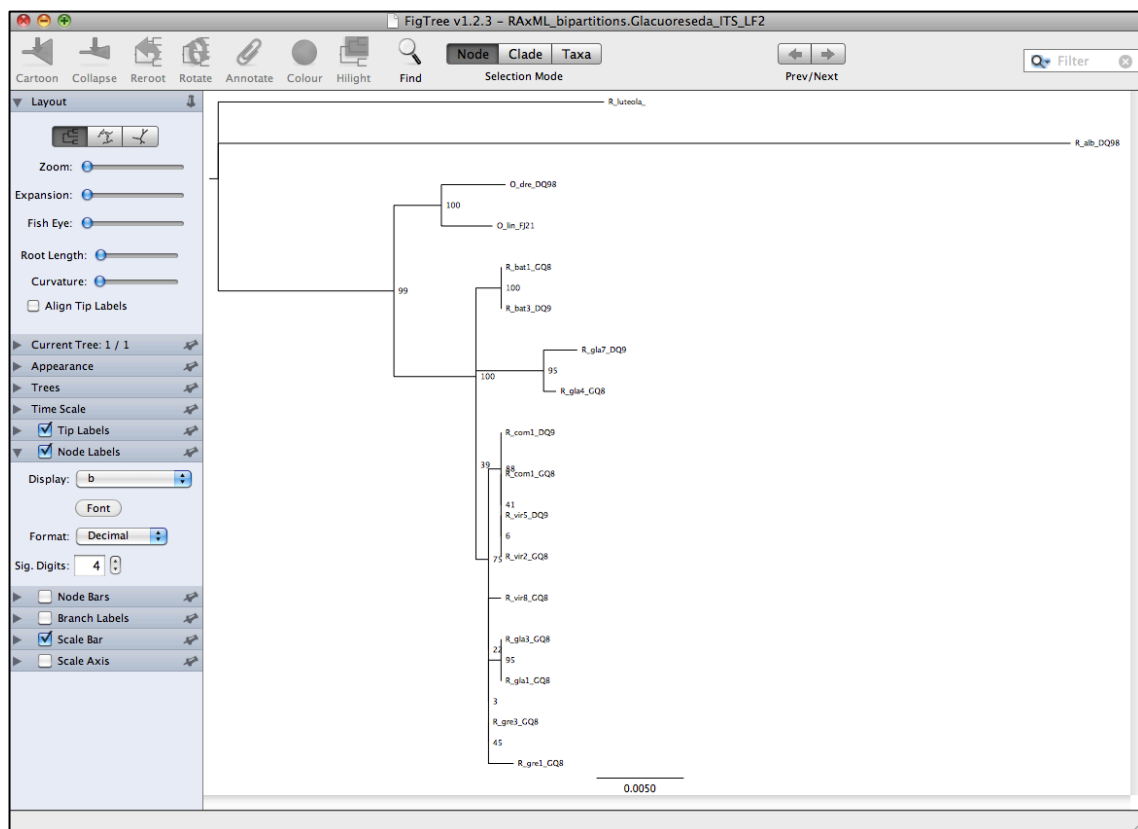 FigTree v1.2.3 – RAxML_bipartitions.Glacuoreseda_ITS_LF2
Cartoon Collapse Reroot Rotate Annotate Colour Hilight Find
Node Clade Taxa
Selection Mode
Prev/Next
Filter
Layout
Zoom:
Expansion:
Fish Eye:
Root Length:
Curvature:
Align Tip Labels
Current Tree: 1 / 1
Appearance
Trees
Time Scale
Tip Labels
Node Labels
Display: b
Font
Format: Decimal
Sig. Digits: 4
Node Bars
Branch Labels
Scale Bar
Scale Axis
R_luteola_
R_alb_DQ98
O_dre_DQ98
100
O_lin_FJ21
99
R_bat1_GQ8
100
R_bat3_DQ9
R_gla7_DQ9
95
100
R_gla4_GQ8
R_com1_DQ9
39
88
R_com1_GQ8
41
R_vir5_DQ9
6
75
R_vir2_GQ8
R_vir8_GQ8
R_gla3_GQ8
22
95
R_gla1_GQ8
3
R_gre3_GQ8
45
R_gre1_GQ8
0.0050